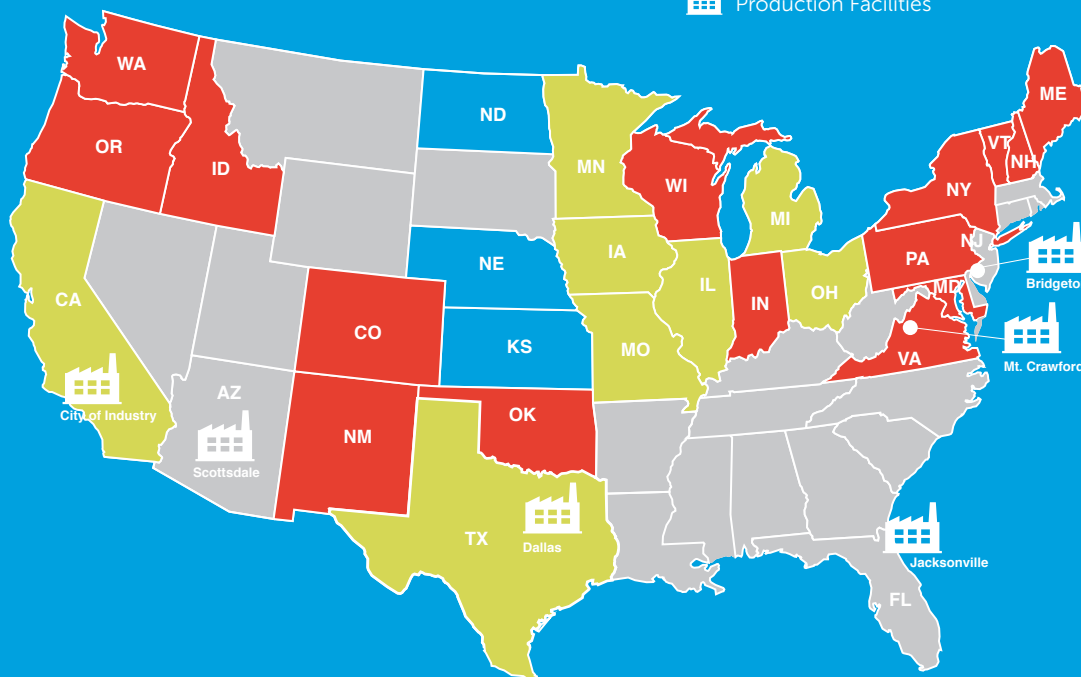 Production Facilities
WA
OR
ID
ND
MN
WI
MI
ME
VT
NH
NY
NJ
PA
MD
Bridgeto
CA
NE
IA
IL
IN
OH
CO
KS
MO
VA
Mt. Crawford
City of Industry
AZ
Scottsdale
NM
OK
TX
Dallas
Jacksonville
FL